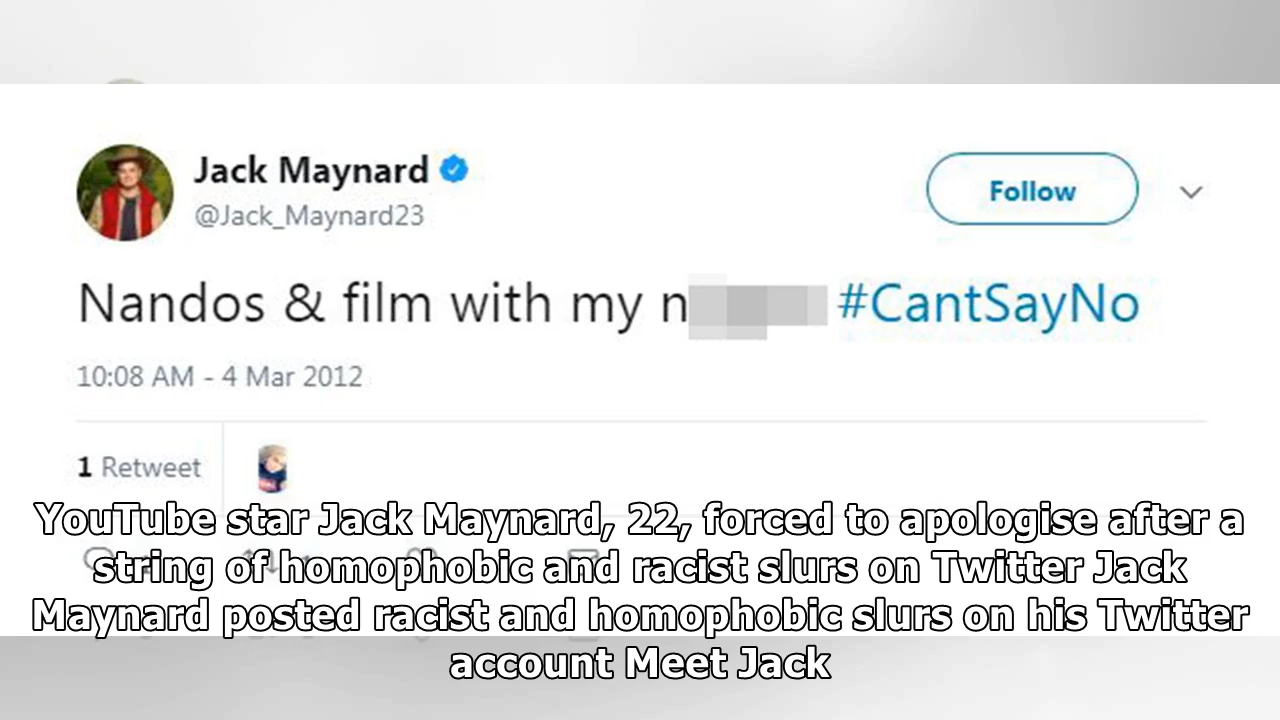 Jack Maynard
@Jack_Maynard23
Follow
Nandos & film with my n #CantSayNo
10:08 AM - 4 Mar 2012
1 Retweet
YouTube star Jack Maynard, 22, forced to apologise after a
string of homophobic and racist slurs on Twitter Jack
Maynard posted racist and homophobic slurs on his Twitter
account Meet Jack